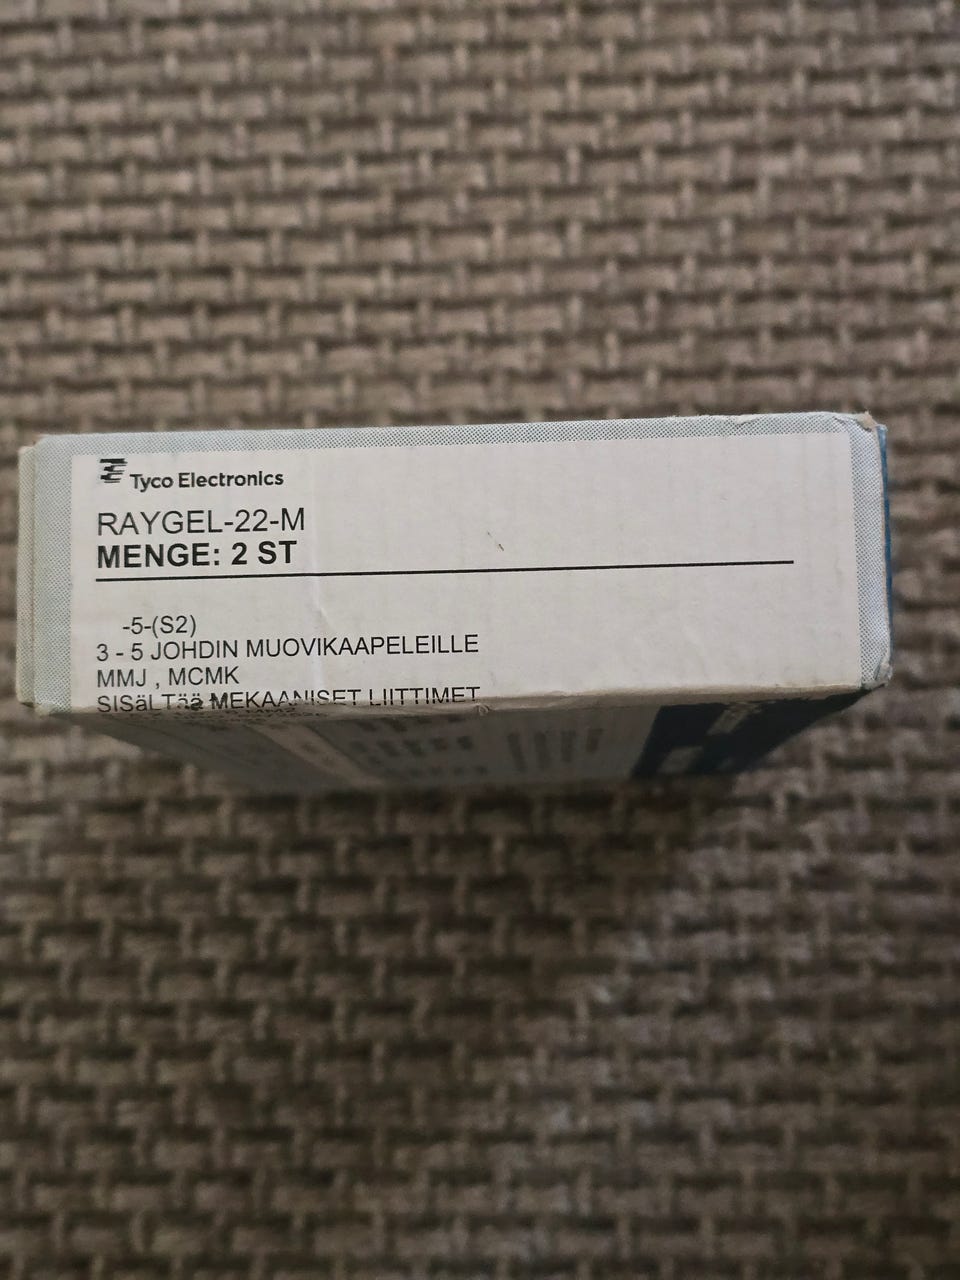 Tyco Electronics
RAYGEL-22-M
MENGE: 2 ST
-5-(S2)
3 - 5 JOHDIN MUOVIKAAPELEILLE
MMJ , MCMK
SISäLTää MEKAANISET LIITTIMET